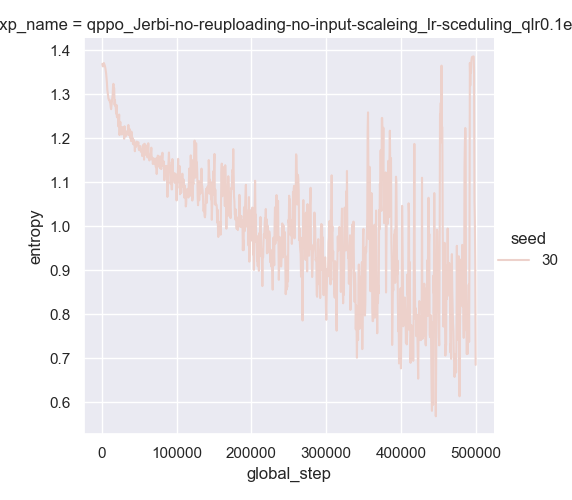 xp_name = qppo_Jerbi-no-reuploading-no-input-scaleing_lr-sceduling_qlr0.1e
1.4
1.3
1.2
1.1
1.0
0.9
0.8
0.7
0.6
entropy
0 100000 200000 300000 400000 500000
global_step
seed
30